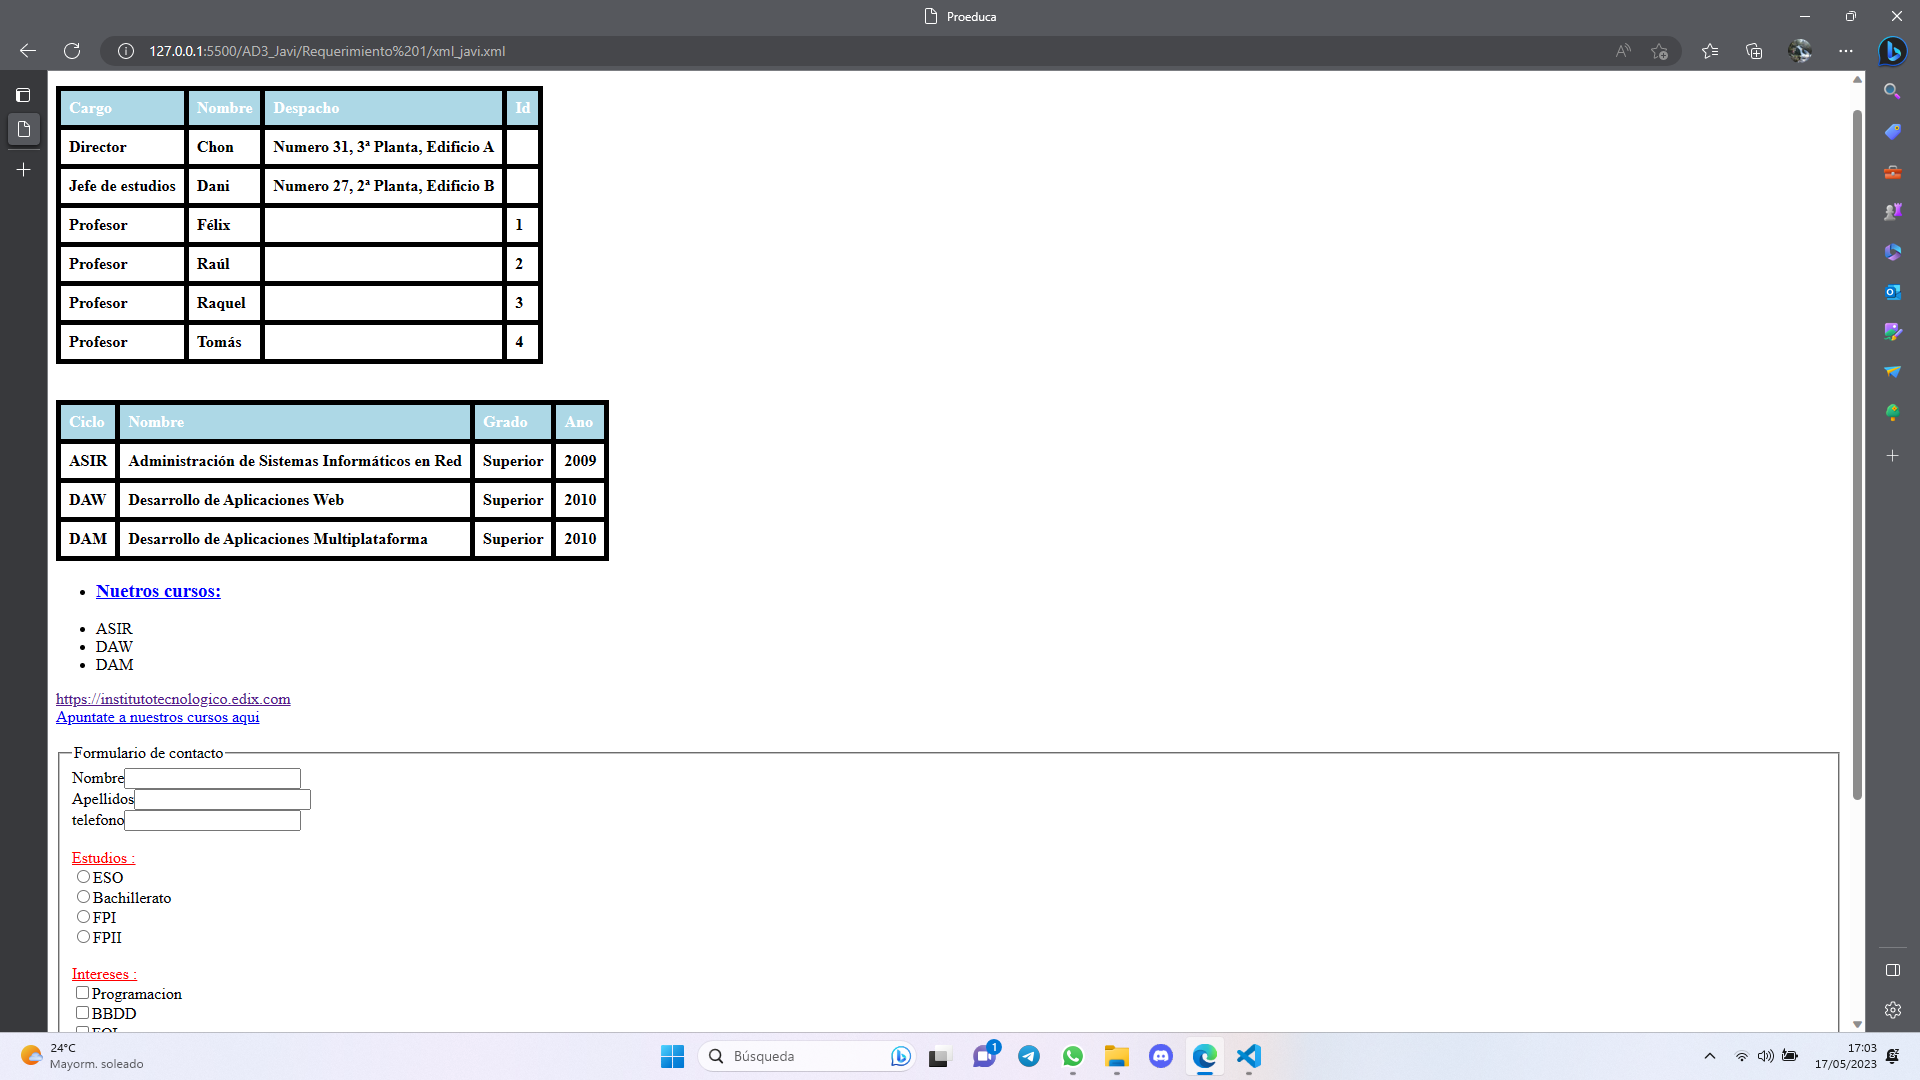 Proeduca
127.0.0.1:5500/AD3_Javi/Requerimiento%201/xml_javi.xml
Cargo Nombre Despacho Id
Director Chon Numero 31, 3ª Planta, Edificio A
Jefe de estudios Dani Numero 27, 2ª Planta, Edificio B
Profesor Félix 1
Profesor Raúl 2
Profesor Raquel 3
Profesor Tomás 4
Ciclo Nombre Grado Ano
ASIR Administración de Sistemas Informáticos en Red Superior 2009
DAW Desarrollo de Aplicaciones Web Superior 2010
DAM Desarrollo de Aplicaciones Multiplataforma Superior 2010
Nuetros cursos:
ASIR
DAW
DAM
https://institutotecnologico.edix.com
Apuntate a nuestros cursos aqui
Formulario de contacto
Nombre
Apellidos
telefono
Estudios :
ESO
Bachillerato
FPI
FPII
Intereses :
Programacion
BBDD
24°C
Mayorm. soleado
Búsqueda
1
17:03
17/05/2023